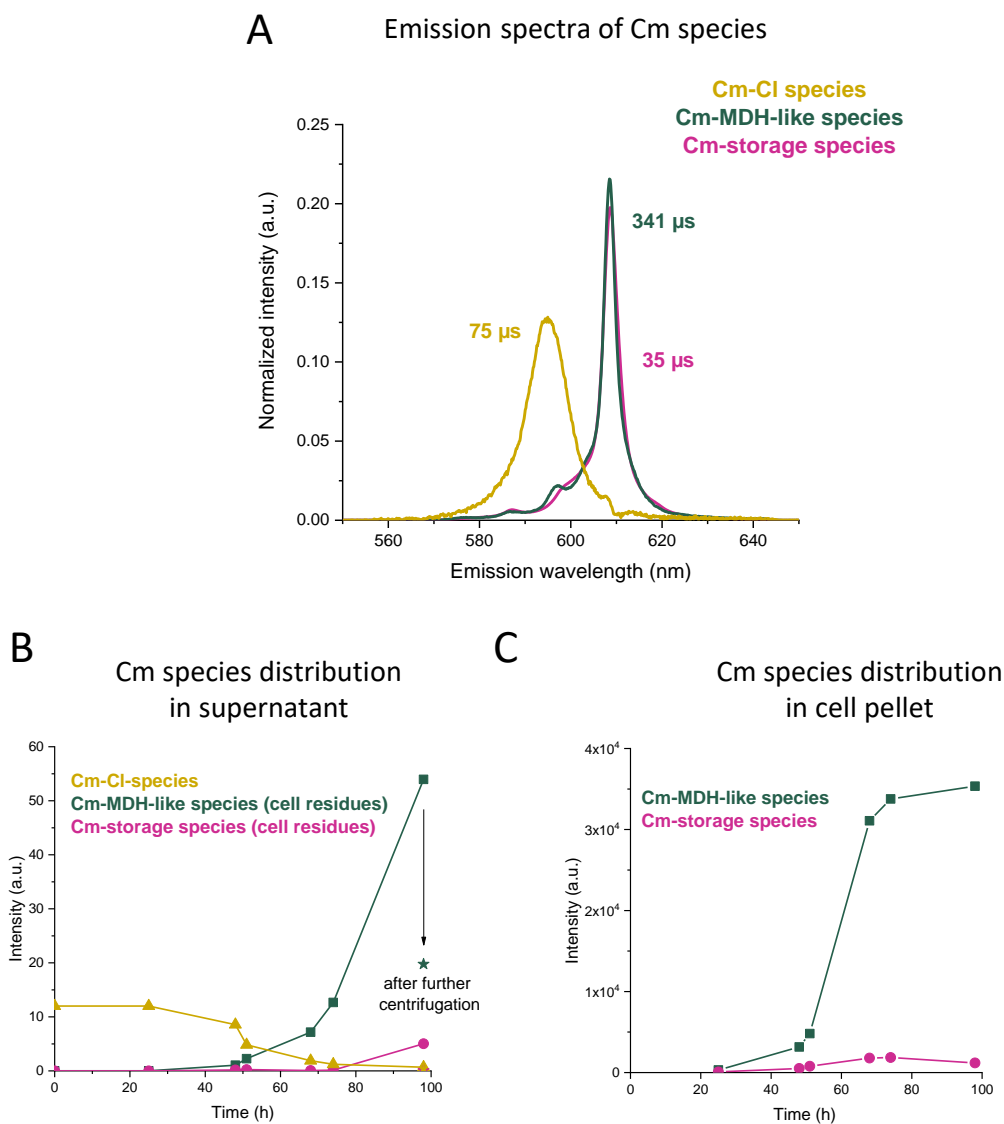 A
Emission spectra of Cm species
Cm-Cl species
Cm-MDH-like species
Cm-storage species
0.25
0.20
0.15
0.10
0.05
0.00
Normalized intensity (a.u.)
341 µs
75 µs
35 µs
560
580
600
620
640
Emission wavelength (nm)
B
Cm species distribution
in supernatant
60
50
40
30
20
10
0
Intensity (a.u.)
Cm-Cl-species
Cm-MDH-like species (cell residues)
Cm-storage species (cell residues)
after further
centrifugation
0
20
40
60
80
100
Time (h)
C
Cm species distribution
in cell pellet
4x10⁴
3x10⁴
2x10⁴
1x10⁴
0
Intensity (a.u.)
Cm-MDH-like species
Cm-storage species
0
20
40
60
80
100
Time (h)